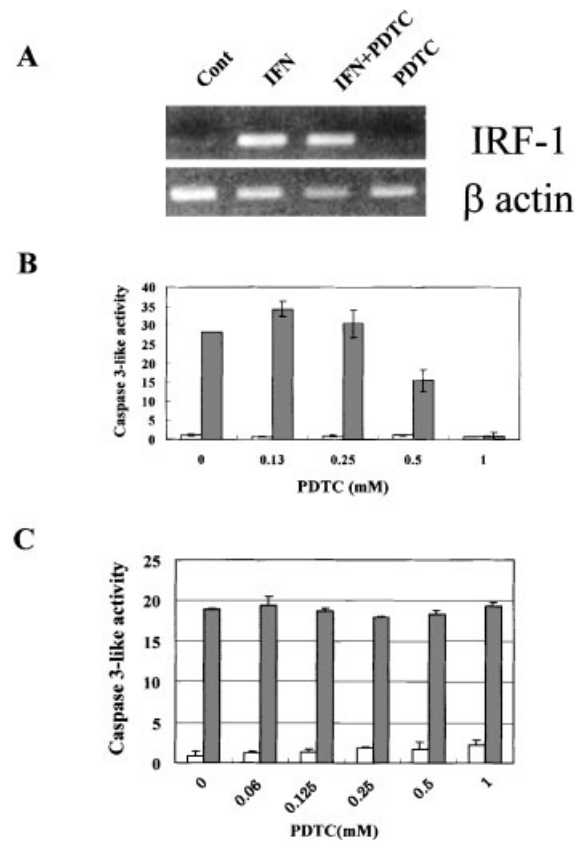 A
Cont IFN IFN+PDTC PDTC
IRF-1
β actin
B
Caspase 3-like activity
40
35
30
25
20
15
10
5
0
0 0.13 0.25 0.5 1
PDTC (mM)
C
Caspase 3-like activity
25
20
15
10
5
0
0 0.06 0.125 0.25 0.5 1
PDTC(mM)